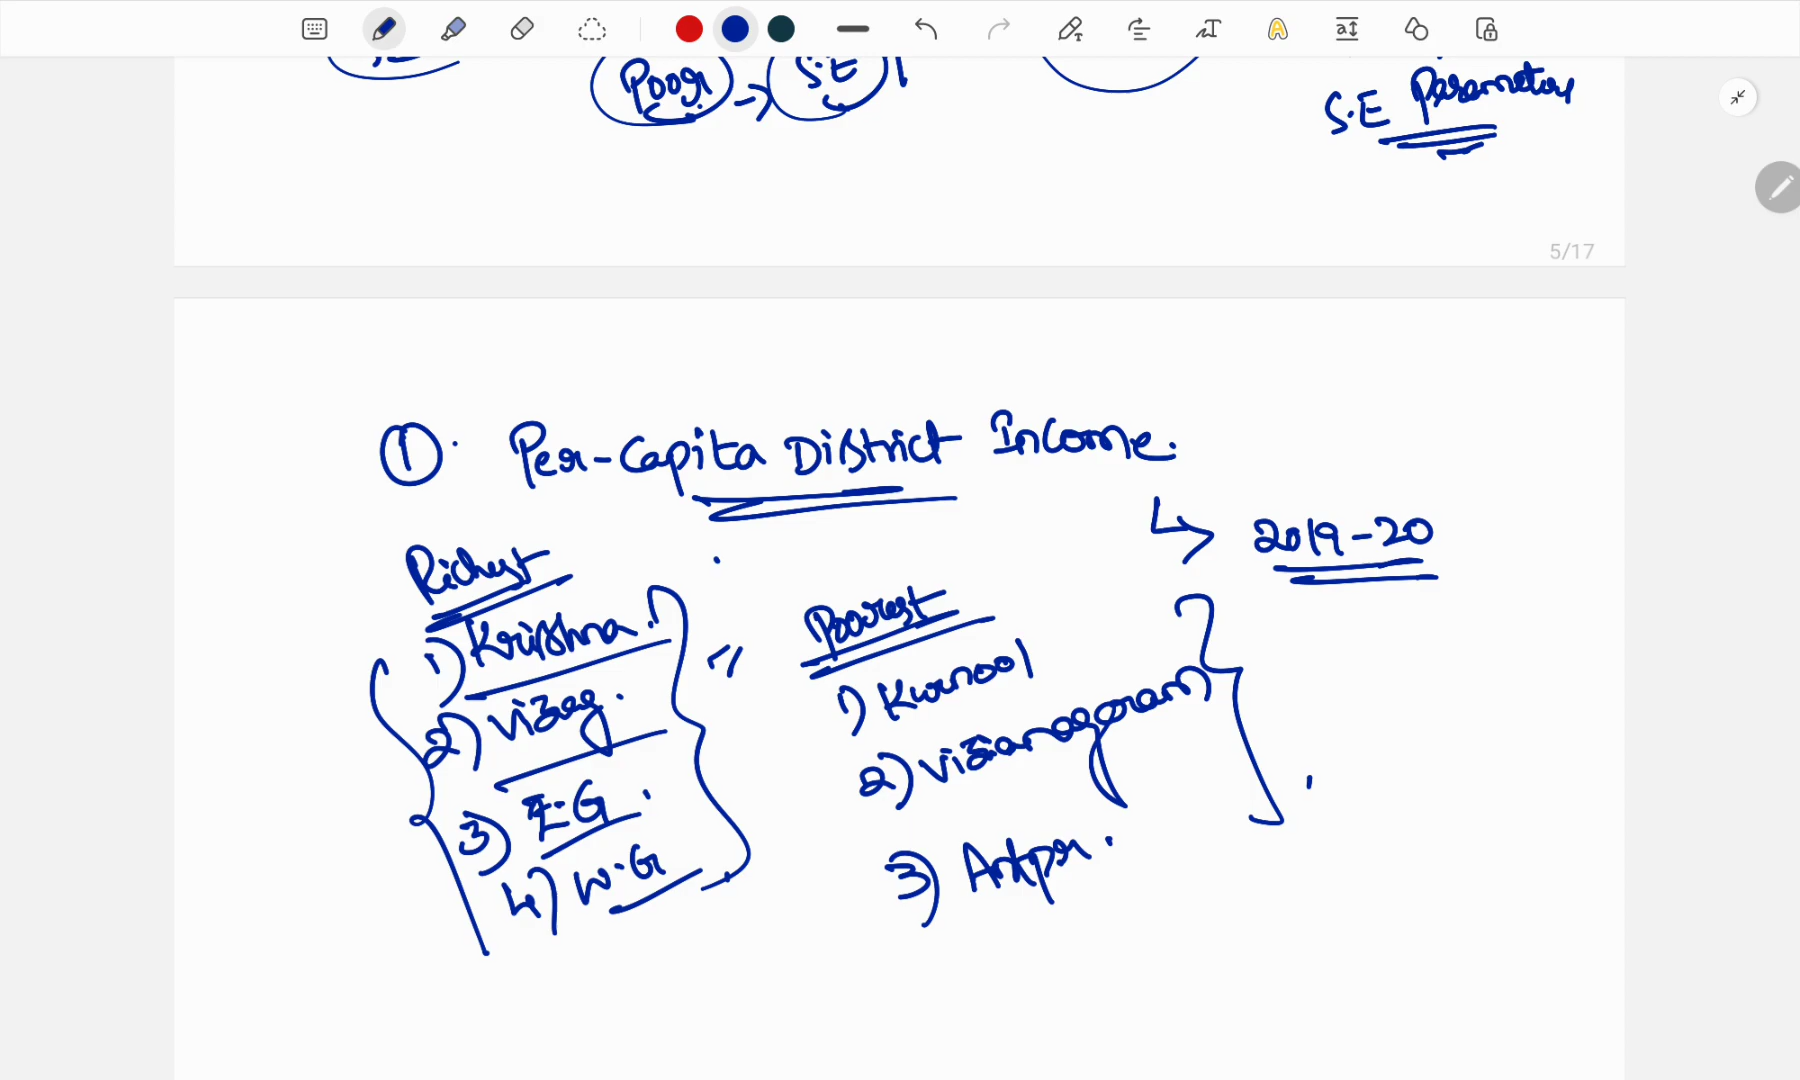 Poor → S.E
S.E Parameters
5/17
① Per-Capita District Income.
↳ 2019-20
Richest
1) Krishna
2) Vizag.
3) E.G
4) W.G
Poorest
1) Kurnool
2) Vizianagaram
3) Antpr.